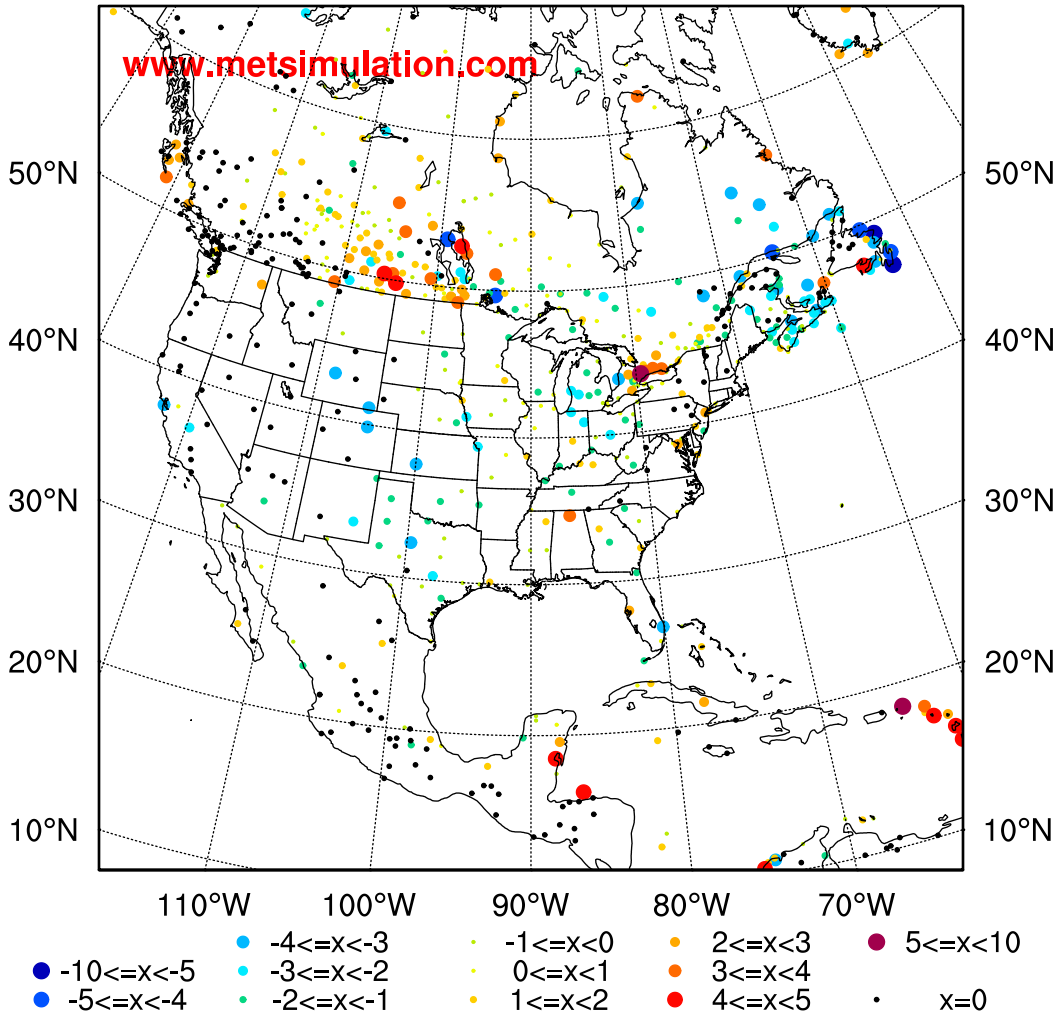 www.metsimulation.com
50°N 50°N
40°N 40°N
30°N 30°N
20°N 20°N
10°N 10°N
110°W 100°W 90°W 80°W 70°W
-4<=x<-3 -1<=x<0 2<=x<3 5<=x<10
-10<=x<-5 -3<=x<-2 0<=x<1 3<=x<4
-5<=x<-4 -2<=x<-1 1<=x<2 4<=x<5 x=0